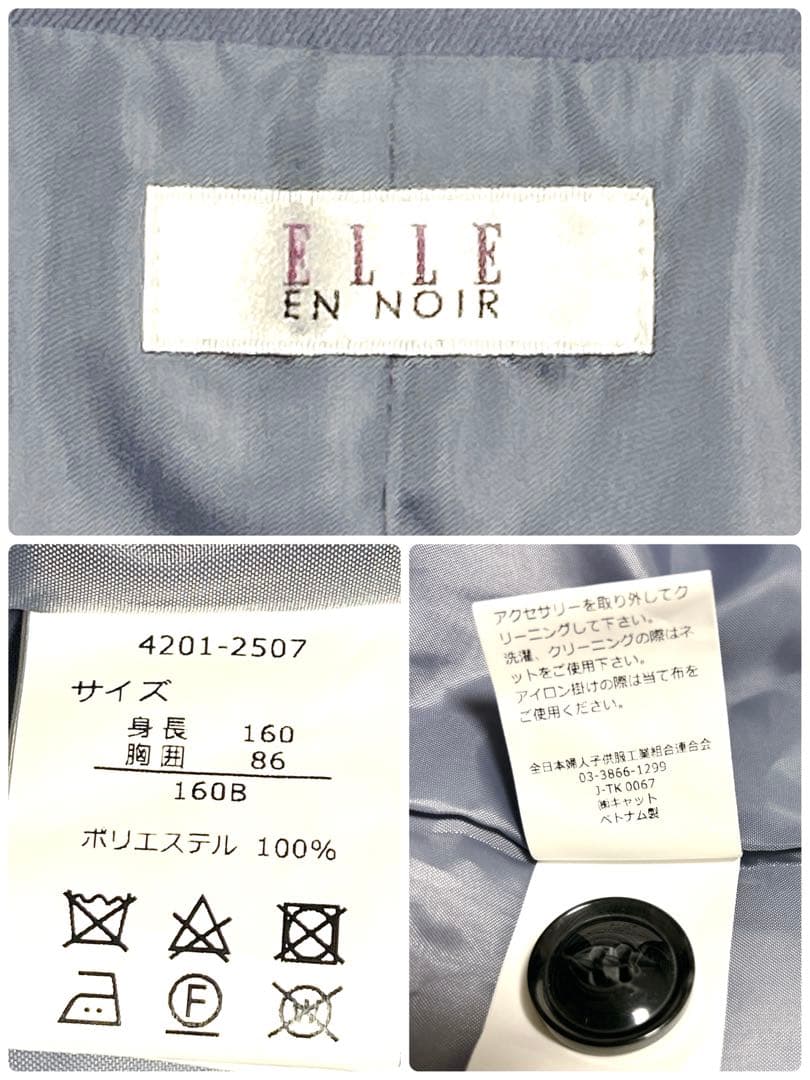 ELLE
EN NOIR
4201-2507
サイズ
身長 160
胸囲 86
160B
ポリエステル 100%
F
W
アクセサリーを取り外してク
リーニングして下さい。
洗濯、クリーニングの際はネ
ットをご使用下さい。
アイロン掛けの際は当て布を
ご使用ください。
全日本婦人子供服工業組合連合会
03-3866-1299
J-TK 0067
㈱キャット
ベトナム製